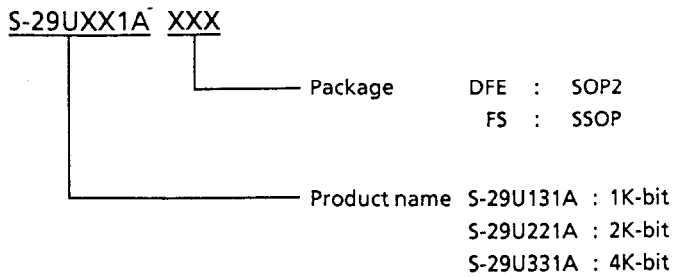 S-29UXX1A XXX
Package DFE : SOP2
FS : SSOP
Product name S-29U131A : 1K-bit
S-29U221A : 2K-bit
S-29U331A : 4K-bit